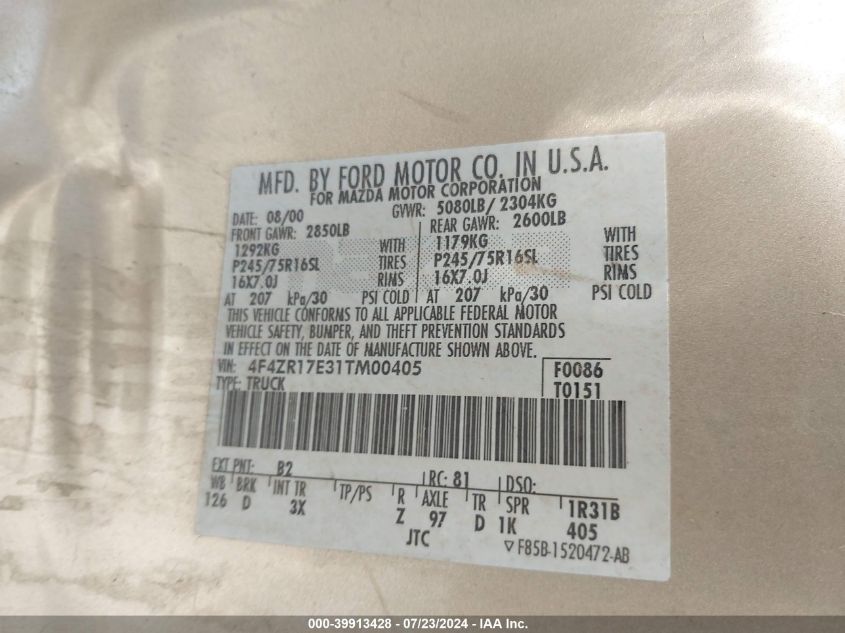 MFD. BY FORD MOTOR CO. IN U.S.A.
FOR MAZDA MOTOR CORPORATION
DATE: 08/00 GVWR: 5080LB/ 2304KG
FRONT GAWR: 2850LB REAR GAWR: 2600LB
1292KG WITH 1179KG WITH
P245/75R16SL TIRES P245/75R16SL TIRES
16X7.0J RIMS 16X7.0J RIMS
AT 207 kPa/30 PSI COLD AT 207 kPa/30 PSI COLD
THIS VEHICLE CONFORMS TO ALL APPLICABLE FEDERAL MOTOR
VEHICLE SAFETY, BUMPER, AND THEFT PREVENTION STANDARDS
IN EFFECT ON THE DATE OF MANUFACTURE SHOWN ABOVE.
VIN: 4F4ZR17E31TM00405 F0086
TYPE: TRUCK T0151
EXT PNT: B2 RC: 81 DSO:
WB BRK INT TR TP/PS R AXLE TR SPR 1R31B
126 D 3X Z 97 D 1K 405
JTC ▽F85B-1520472-AB
000-39913428 - 07/23/2024 - IAA Inc.